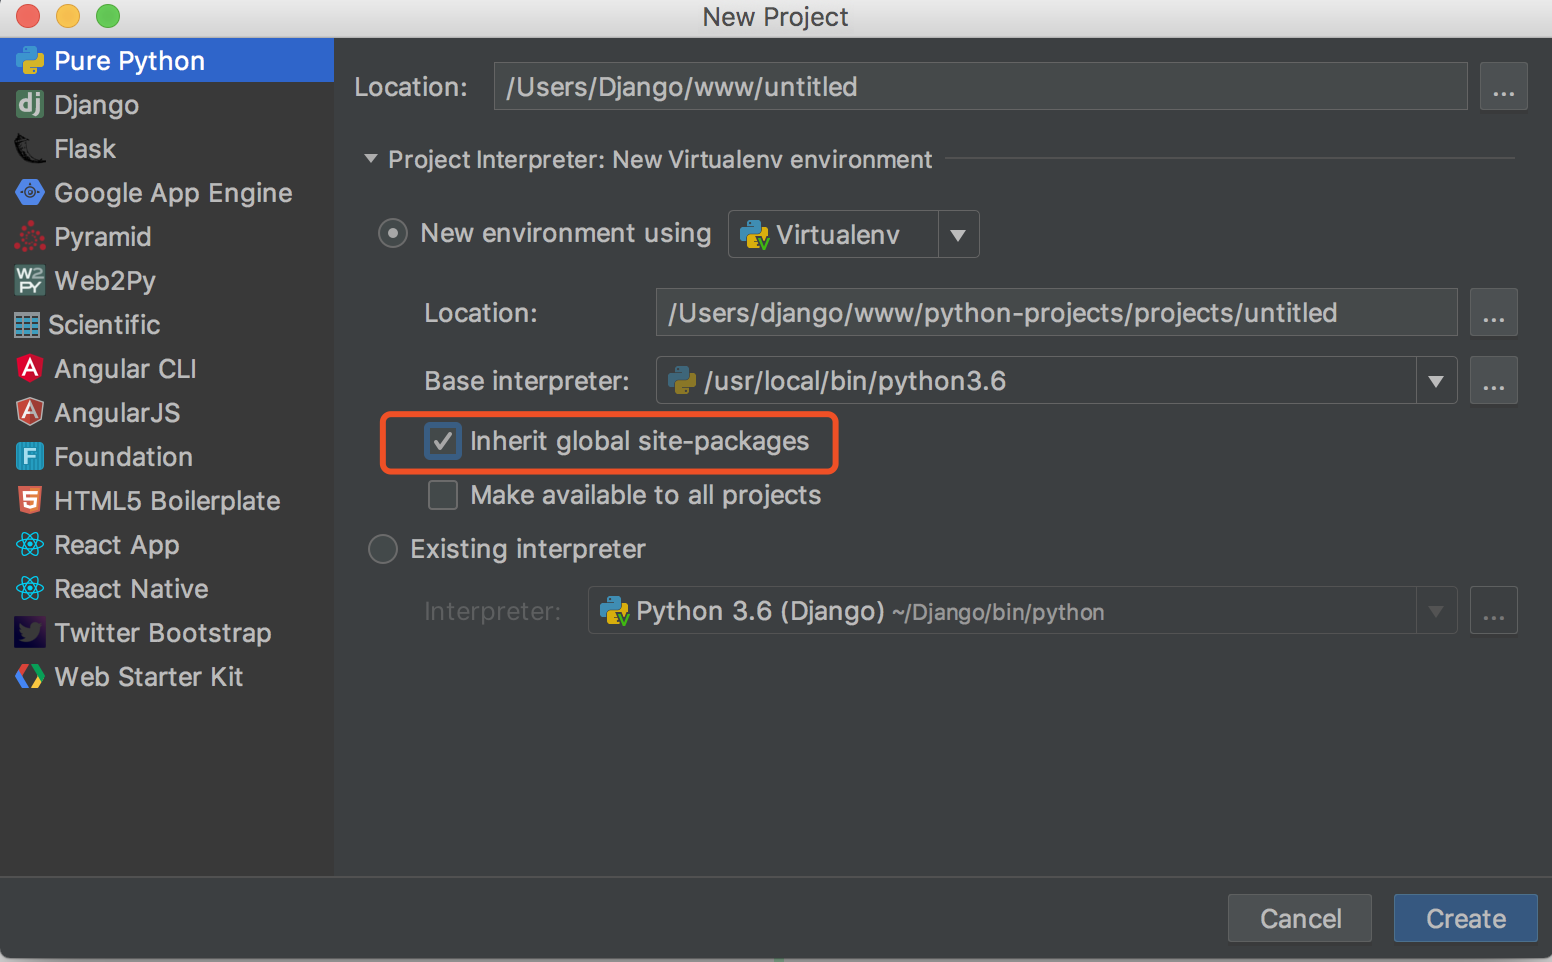 New Project
Pure Python
Django
Flask
Google App Engine
Pyramid
Web2Py
Scientific
Angular CLI
AngularJS
Foundation
HTML5 Boilerplate
React App
React Native
Twitter Bootstrap
Web Starter Kit
Location: /Users/Django/www/untitled ...
Project Interpreter: New Virtualenv environment
New environment using Virtualenv
Location: /Users/django/www/python-projects/projects/untitled ...
Base interpreter: /usr/local/bin/python3.6 ...
Inherit global site-packages
Make available to all projects
Existing interpreter
Interpreter: Python 3.6 (Django) ~/Django/bin/python ...
Cancel Create